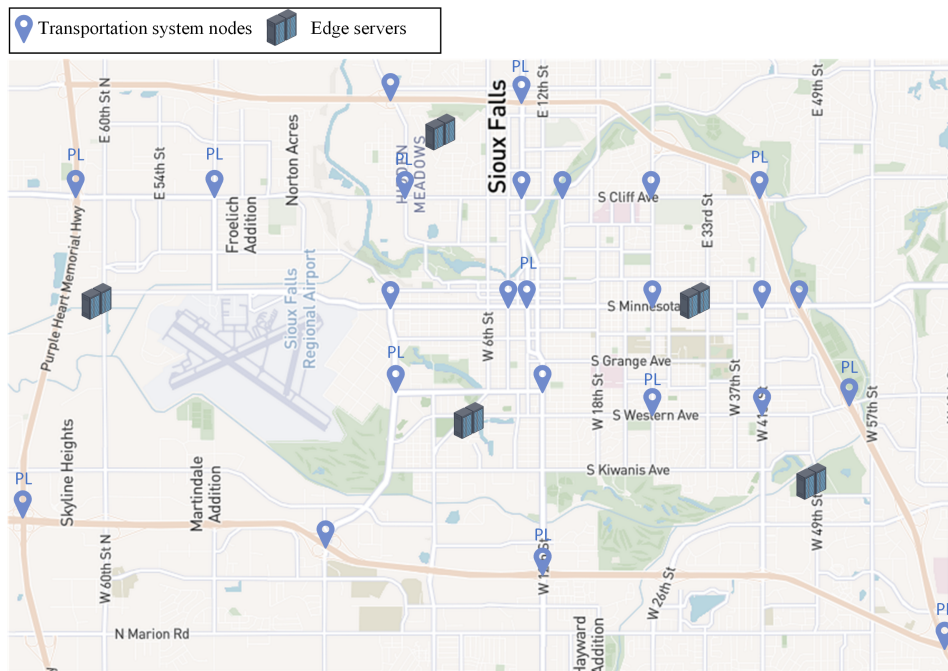 Transportation system nodes
Edge servers
PL
Sioux Falls
E 12th St
E 49th St
E 60th St N
Norton Acres
PL
E 54th St
PL
PL
MEADOWS
PL
S Cliff Ave
E 33rd St
Froelich
Addition
Purple Heart Memorial Hwy
Sioux Falls
Regional Airport
PL
S Minnesota
W 6th St
PL
S Grange Ave
PL
PL
W 18th St
W 37th St
S Western Ave
W 57th St
S Kiwanis Ave
Skyline Heights
Martindale
Addition
PL
W 49th St
PL
W 60th St N
W 26th St
N Marion Rd
Hayward
Addition
PL